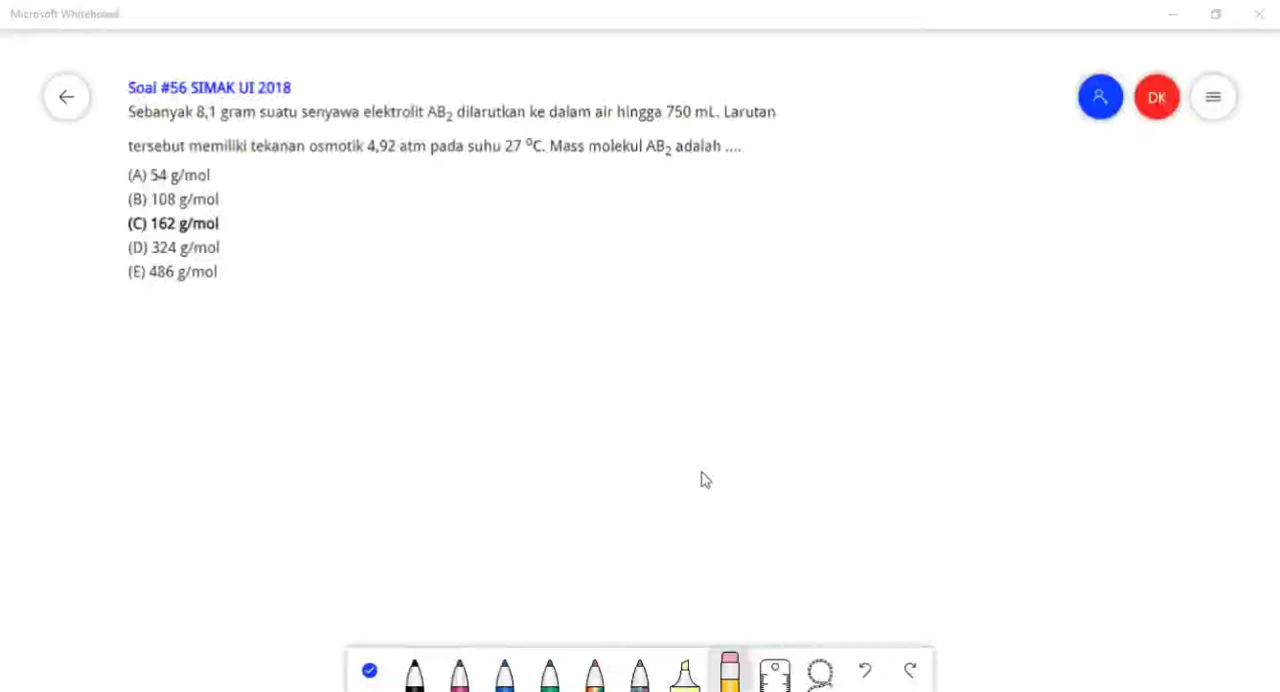 Microsoft Whiteboard
Soal #56 SIMAK UI 2018
Sebanyak 8,1 gram suatu senyawa elektrolit AB₂ dilarutkan ke dalam air hingga 750 mL. Larutan
tersebut memiliki tekanan osmotik 4,92 atm pada suhu 27 ⁰C. Mass molekul AB₂ adalah ....
(A) 54 g/mol
(B) 108 g/mol
(C) 162 g/mol
(D) 324 g/mol
(E) 486 g/mol
DK